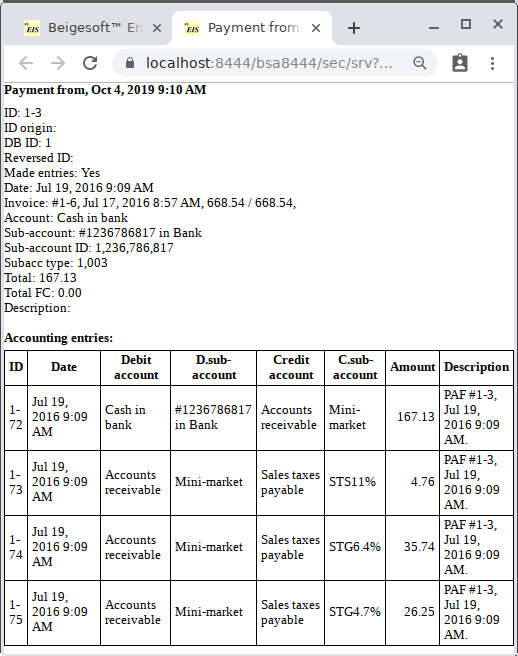 EIS Beigesoft™ En
EIS Payment from
localhost:8444/bsa8444/sec/srv?...
Payment from, Oct 4, 2019 9:10 AM
ID: 1-3
ID origin:
DB ID: 1
Reversed ID:
Made entries: Yes
Date: Jul 19, 2016 9:09 AM
Invoice: #1-6, Jul 17, 2016 8:57 AM, 668.54 / 668.54,
Account: Cash in bank
Sub-account: #1236786817 in Bank
Sub-account ID: 1,236,786,817
Subacc type: 1,003
Total: 167.13
Total FC: 0.00
Description:
Accounting entries:
ID Date Debit account D.sub-account Credit account C.sub-account Amount Description
1-72 Jul 19, 2016 9:09 AM Cash in bank #1236786817 in Bank Accounts receivable Mini-market 167.13 PAF #1-3, Jul 19, 2016 9:09 AM.
1-73 Jul 19, 2016 9:09 AM Accounts receivable Mini-market Sales taxes payable STS11% 4.76 PAF #1-3, Jul 19, 2016 9:09 AM.
1-74 Jul 19, 2016 9:09 AM Accounts receivable Mini-market Sales taxes payable STG6.4% 35.74 PAF #1-3, Jul 19, 2016 9:09 AM.
1-75 Jul 19, 2016 9:09 AM Accounts receivable Mini-market Sales taxes payable STG4.7% 26.25 PAF #1-3, Jul 19, 2016 9:09 AM.